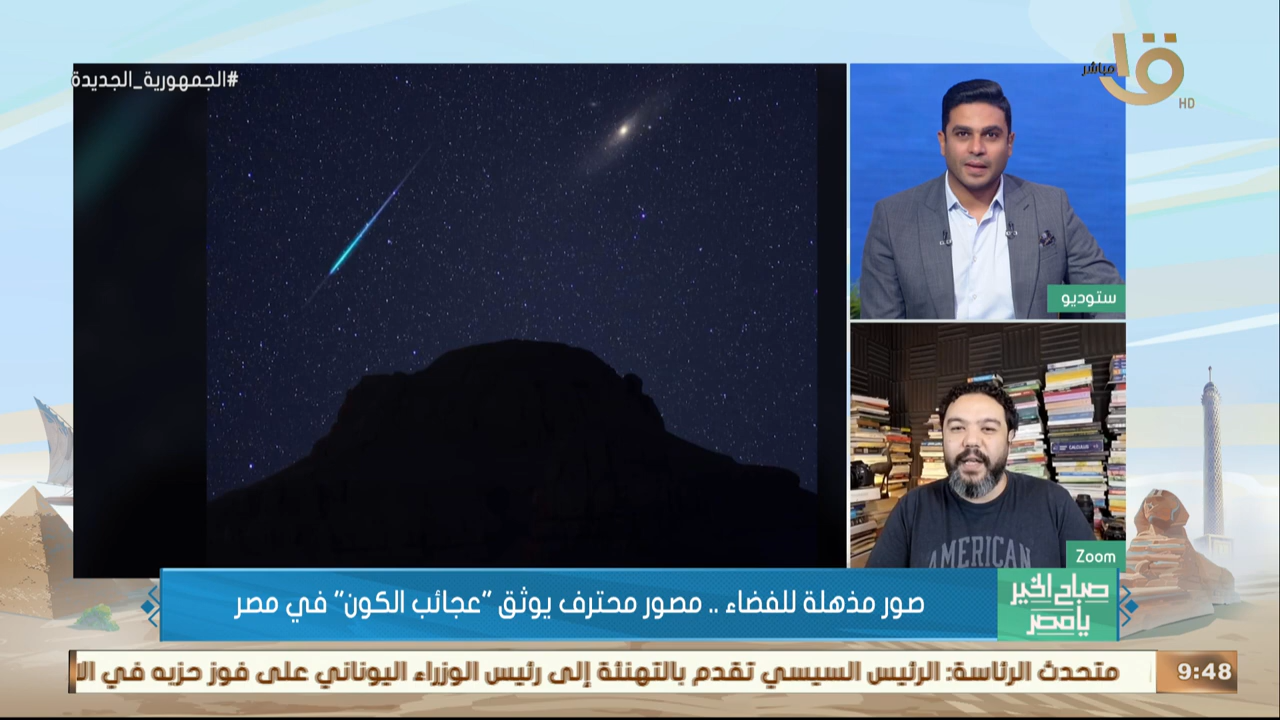 #الجمهورية_الجديدة
مباشر
HD
ستوديو
CALCULUS
AMERICAN
Zoom
صور مذهلة للفضاء .. مصور محترف يوثق "عجائب الكون" في مصر
صباح الخير
يا مصر
متحدث الرئاسة: الرئيس السيسي تقدم بالتهنئة إلى رئيس الوزراء اليوناني على فوز حزبه في الا
9:48